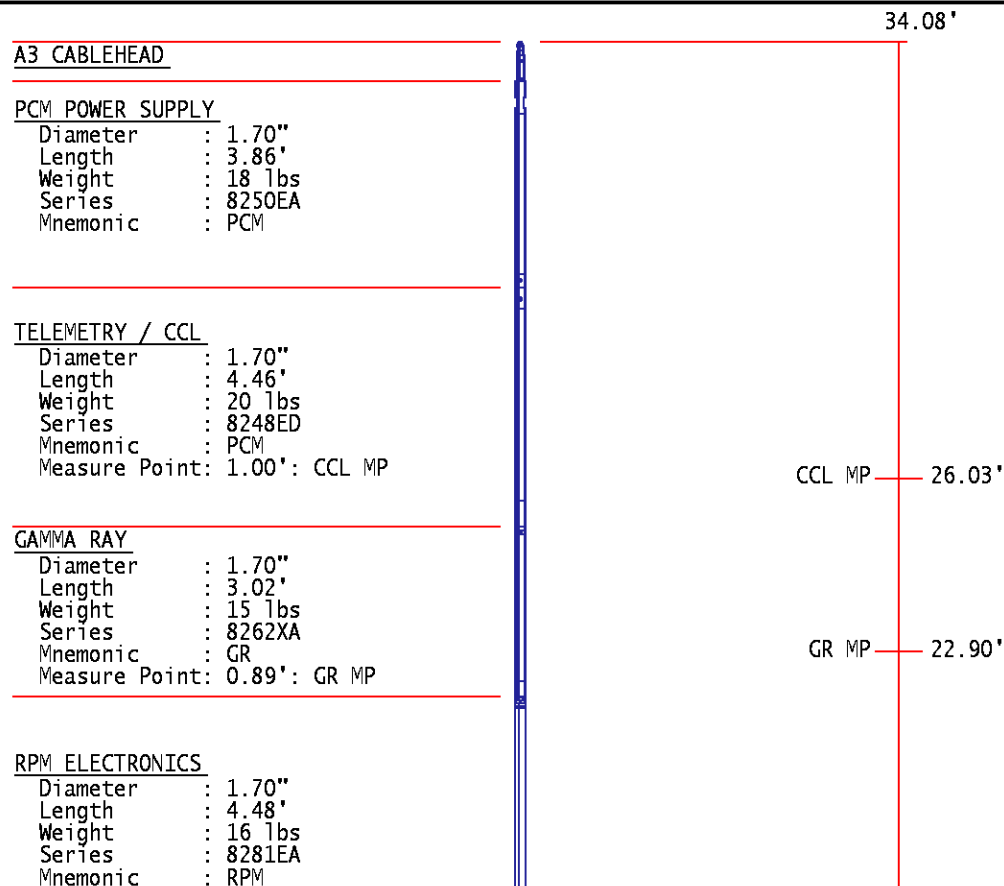 34.08'
A3 CABLEHEAD
PCM POWER SUPPLY
Diameter : 1.70"
Length : 3.86'
Weight : 18 lbs
Series : 8250EA
Mnemonic : PCM
TELEMETRY / CCL
Diameter : 1.70"
Length : 4.46'
Weight : 20 lbs
Series : 8248ED
Mnemonic : PCM
Measure Point: 1.00': CCL MP
CCL MP 26.03'
GAMMA RAY
Diameter : 1.70"
Length : 3.02'
Weight : 15 lbs
Series : 8262XA
Mnemonic : GR
Measure Point: 0.89': GR MP
GR MP 22.90'
RPM ELECTRONICS
Diameter : 1.70"
Length : 4.48'
Weight : 16 lbs
Series : 8281EA
Mnemonic : RPM